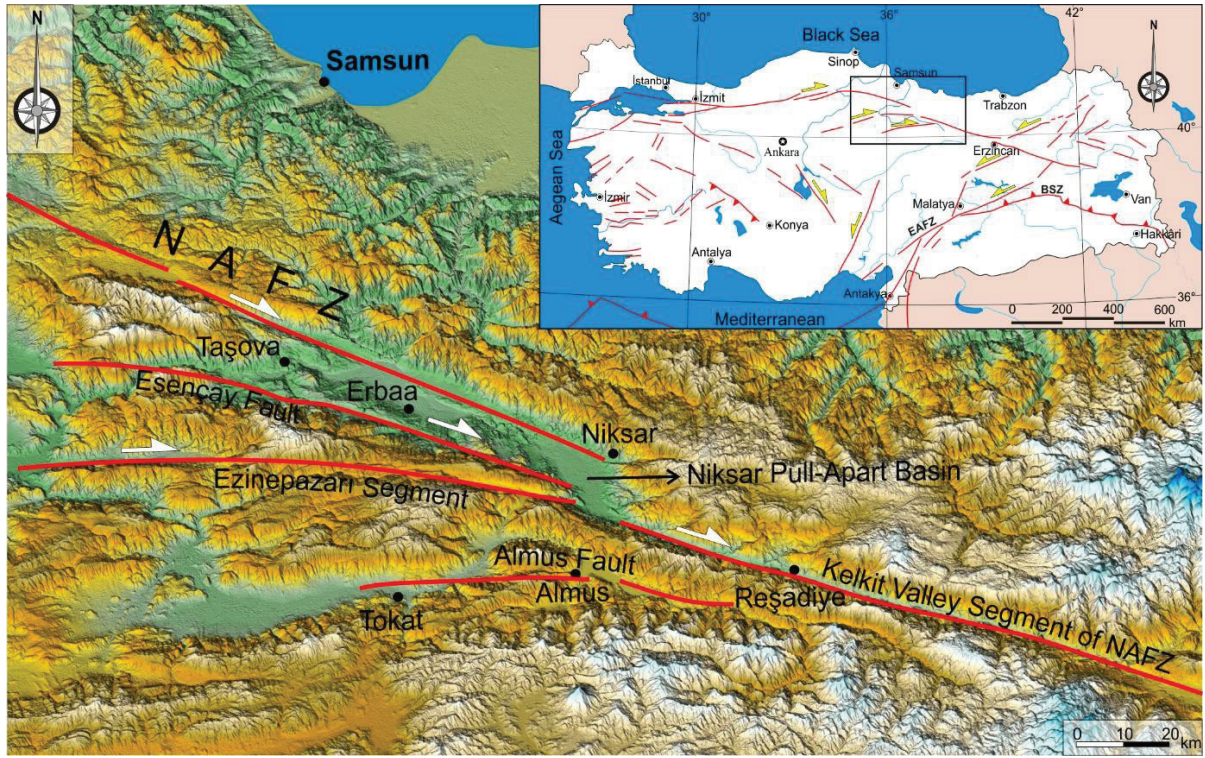 N
Samsun
N A F Z
Taşova
Esençay Fault
Erbaa
Niksar
Niksar Pull-Apart Basin
Ezinepazarı Segment
Almus Fault
Almus
Tokat
Reşadiye
Kelkit Valley Segment of NAFZ
0 10 20 km
30°
36°
42°
N
Black Sea
Sinop
Samsun
İstanbul
İzmit
Trabzon
40°
Ankara
Erzincan
Aegean Sea
İzmir
Malatya
BSZ
Van
Konya
EAFZ
Hakkâri
Antalya
Antakya
36°
Mediterranean
0 200 400 600
km